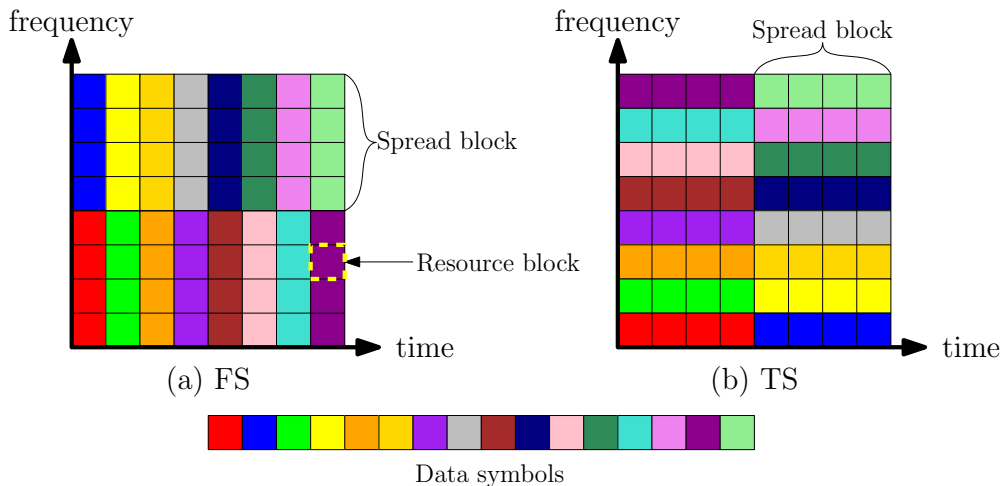 frequency
Spread block
Resource block
time
(a) FS
frequency
Spread block
time
(b) TS
Data symbols